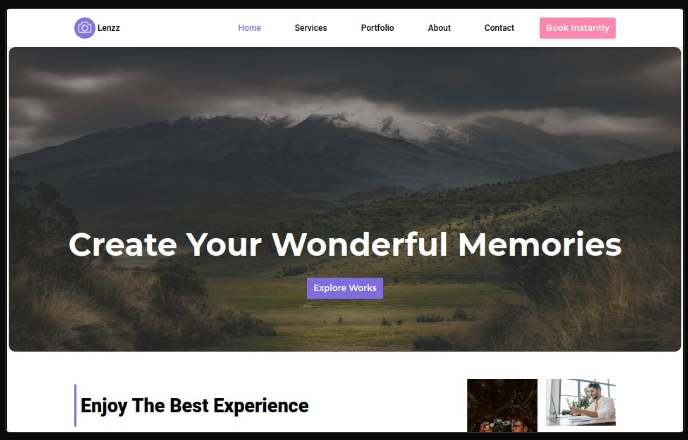 Lenzz
Home
Services
Portfolio
About
Contact
Book Instantly
Create Your Wonderful Memories
Explore Works
Enjoy The Best Experience